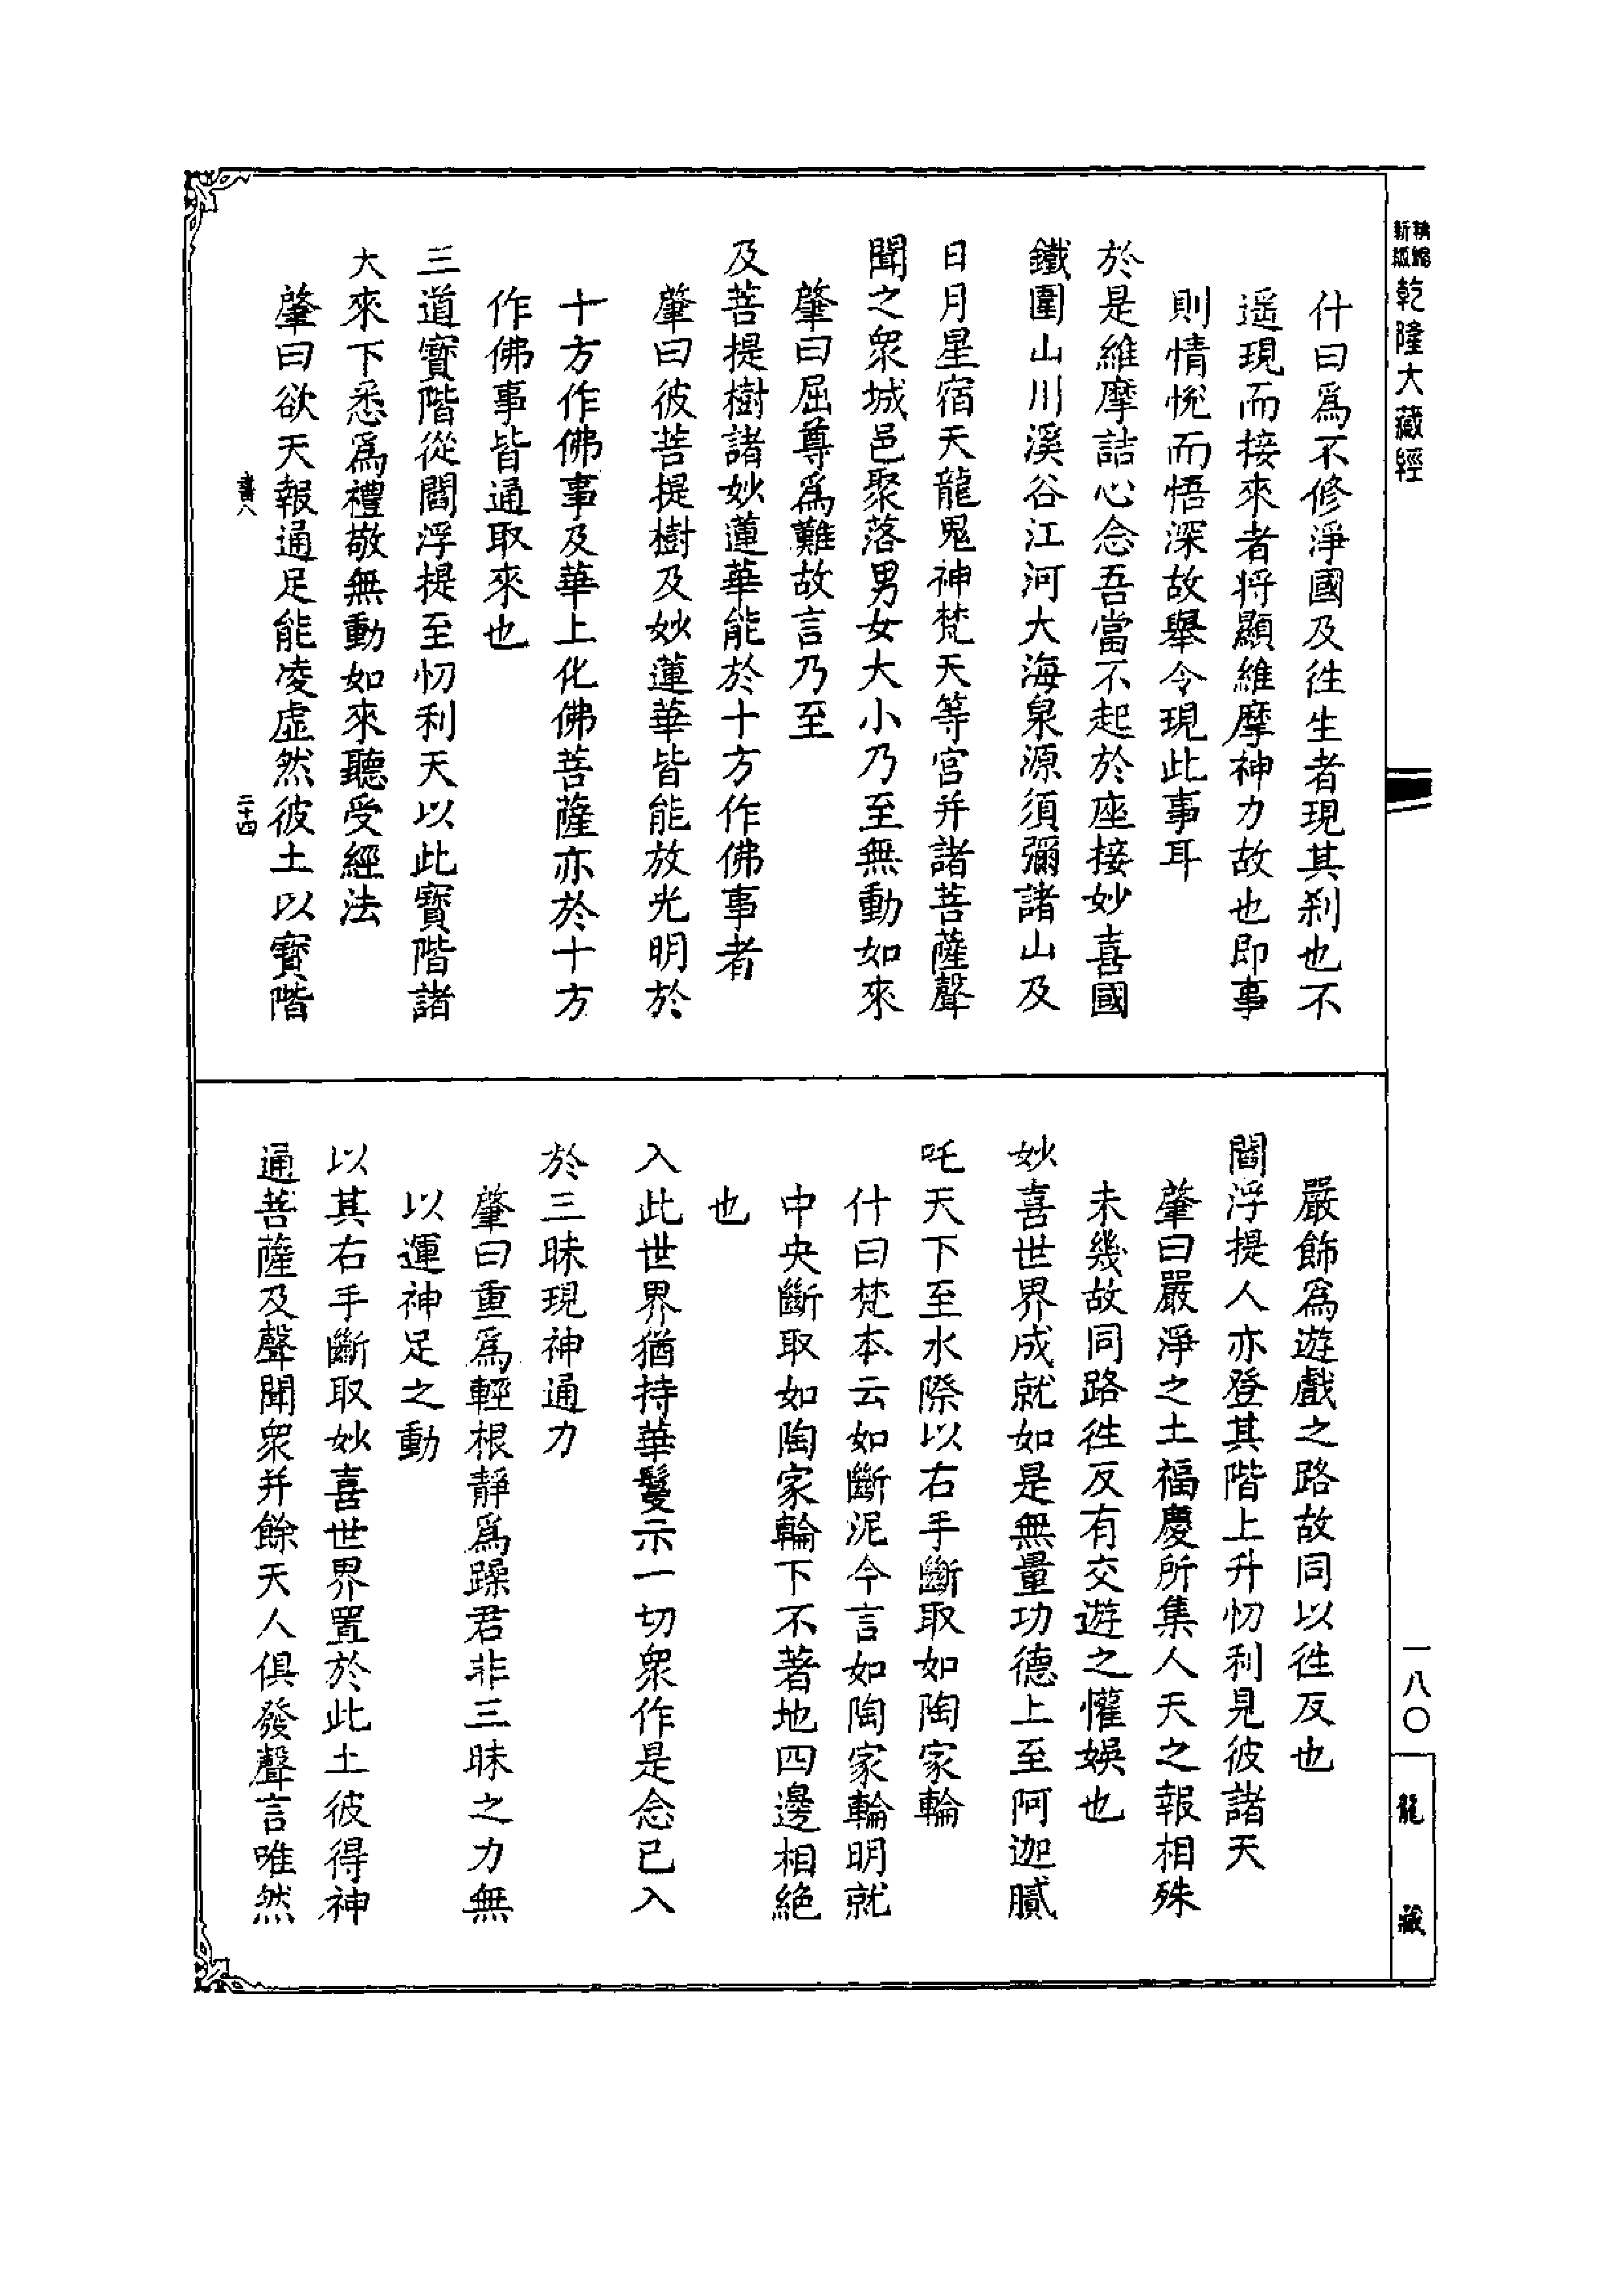 精縮
新版
乾隆大藏經
什曰爲不修淨國及徃生者現其刹也不
遥現而接來者將顯維摩神力故也即事
則情悅而悟深故舉令現此事耳
於是維摩詰心念吾當不起於座接妙喜國
鐵圍山川溪谷江河大海泉源須彌諸山及
日月星宿天龍鬼神梵天等宫并諸菩薩聲
聞之衆城邑聚落男女大小乃至無動如來
肇曰屈尊爲難故言乃至
及菩提樹諸妙蓮華能於十方作佛事者
肇曰彼菩提樹及妙蓮華皆能放光明於
十方作佛事及華上化佛菩薩亦於十方
作佛事皆通取來也
三道寳階從閻浮提至忉利天以此寳階諸
大來下悉爲禮敬無動如來聽受經法
肇曰欲天報通足能凌虛然彼土以寳階
書八
二十四
嚴飾爲遊戲之路故同以徃反也
閻浮提人亦登其階上升忉利見彼諸天
肇曰嚴淨之土福慶所集人天之報相殊
未幾故同路徃反有交遊之懽娛也
妙喜世界成就如是無量功德上至阿迦膩
吒天下至水際以右手斷取如陶家輪
什曰梵本云如斷泥今言如陶家輪明就
中央斷取如陶家輪下不著地四邊相絶
也
入此世界猶持華鬘示一切衆作是念已入
於三昧現神通力
肇曰重爲輕根靜爲躁君非三昧之力無
以運神足之動
以其右手斷取妙喜世界置於此土彼得神
通菩薩及聲聞衆并餘天人俱發聲言唯然
一八〇
龍藏